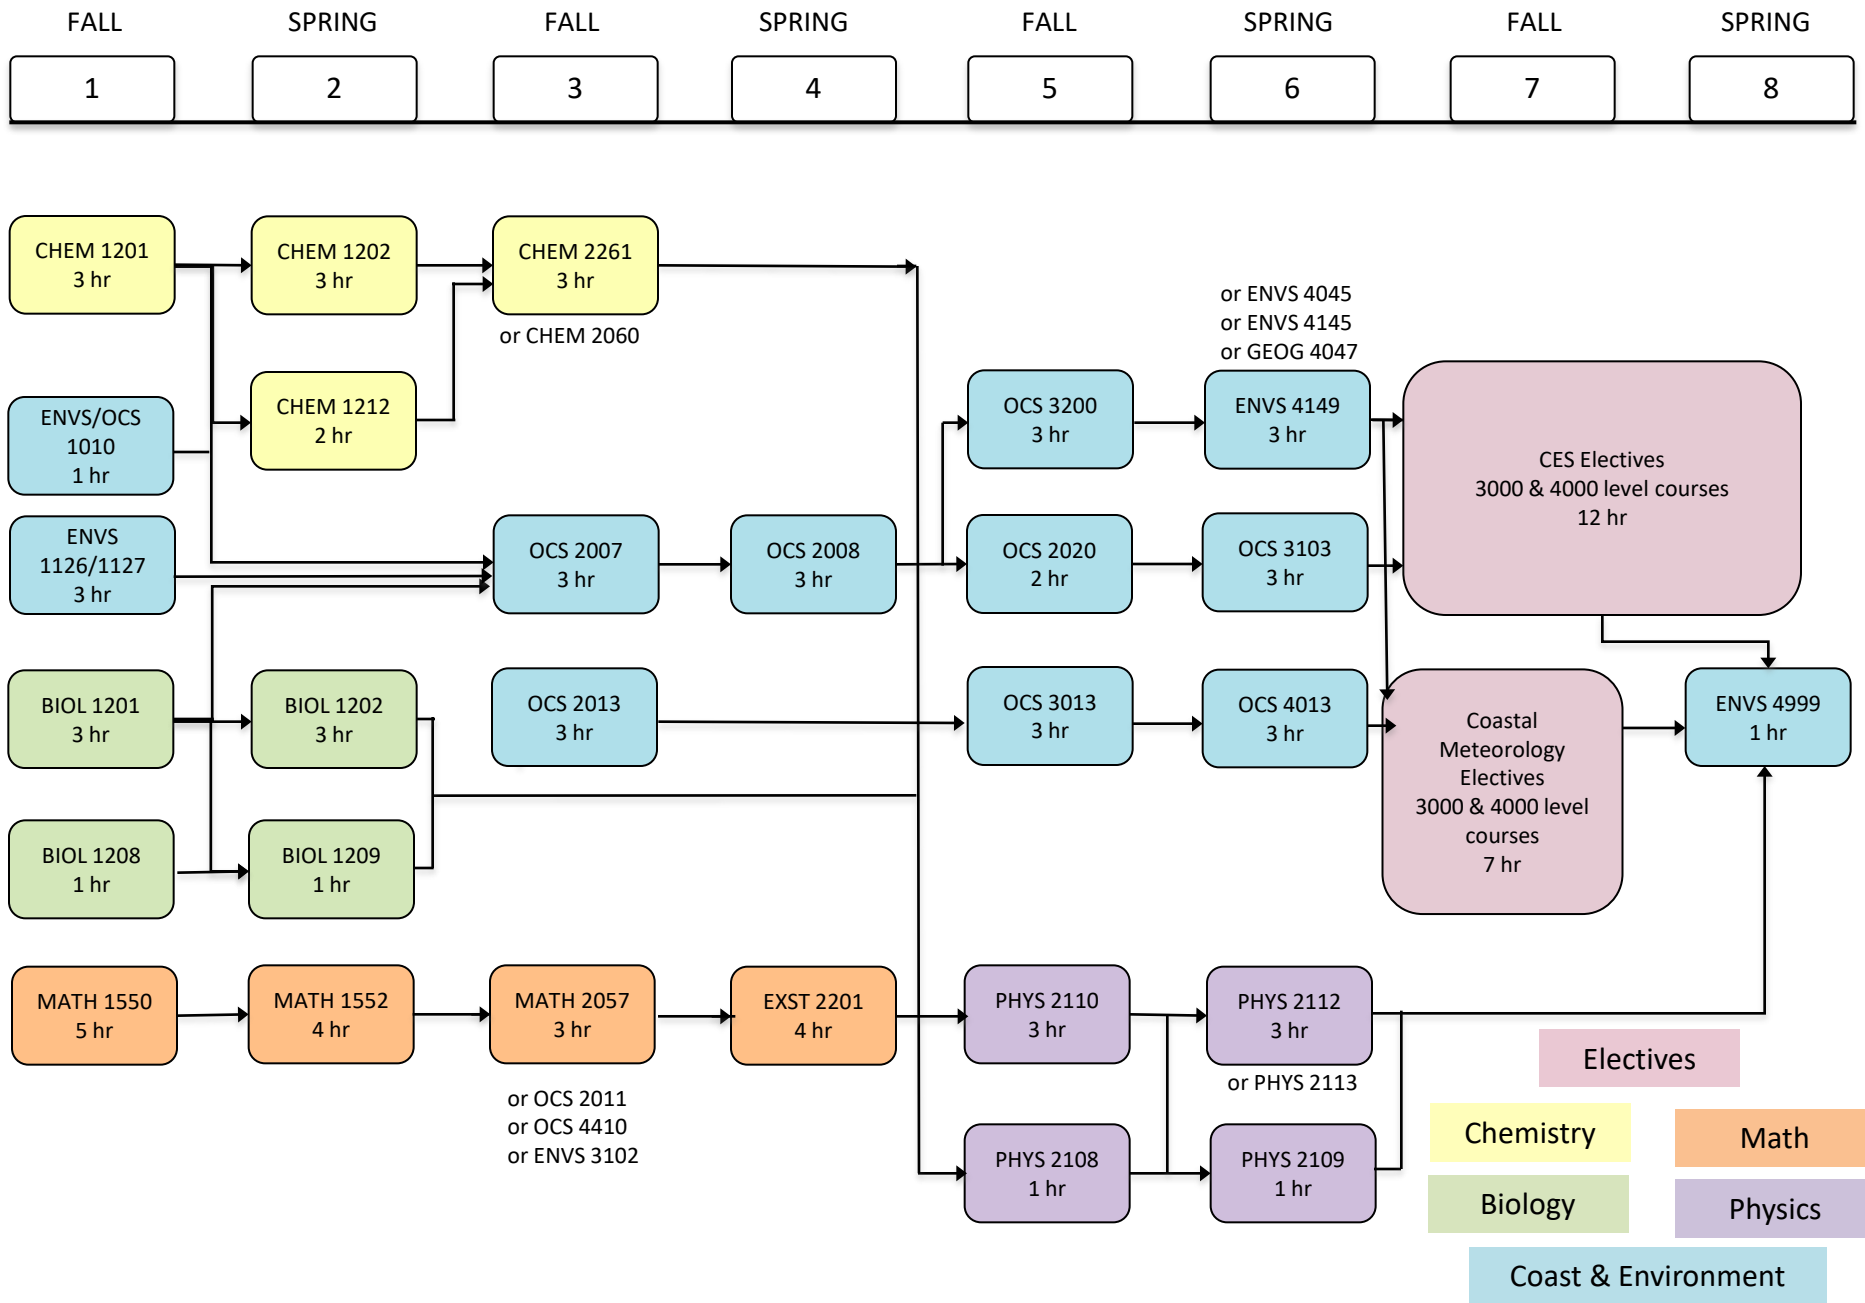 FALL
SPRING
FALL
SPRING
FALL
SPRING
FALL
SPRING
1
2
3
4
5
6
7
8
CHEM 1201
3 hr
CHEM 1202
3 hr
CHEM 2261
3 hr
or CHEM 2060
or ENVS 4045
or ENVS 4145
or GEOG 4047
ENVS/OCS
1010
1 hr
CHEM 1212
2 hr
OCS 3200
3 hr
ENVS 4149
3 hr
CES Electives
3000 & 4000 level courses
12 hr
ENVS
1126/1127
3 hr
OCS 2007
3 hr
OCS 2008
3 hr
OCS 2020
2 hr
OCS 3103
3 hr
BIOL 1201
3 hr
BIOL 1202
3 hr
OCS 2013
3 hr
OCS 3013
3 hr
OCS 4013
3 hr
Coastal
Meteorology
Electives
3000 & 4000 level
courses
7 hr
ENVS 4999
1 hr
BIOL 1208
1 hr
BIOL 1209
1 hr
MATH 1550
5 hr
MATH 1552
4 hr
MATH 2057
3 hr
or OCS 2011
or OCS 4410
or ENVS 3102
EXST 2201
4 hr
PHYS 2110
3 hr
PHYS 2112
3 hr
or PHYS 2113
PHYS 2108
1 hr
PHYS 2109
1 hr
Electives
Chemistry
Math
Biology
Physics
Coast & Environment